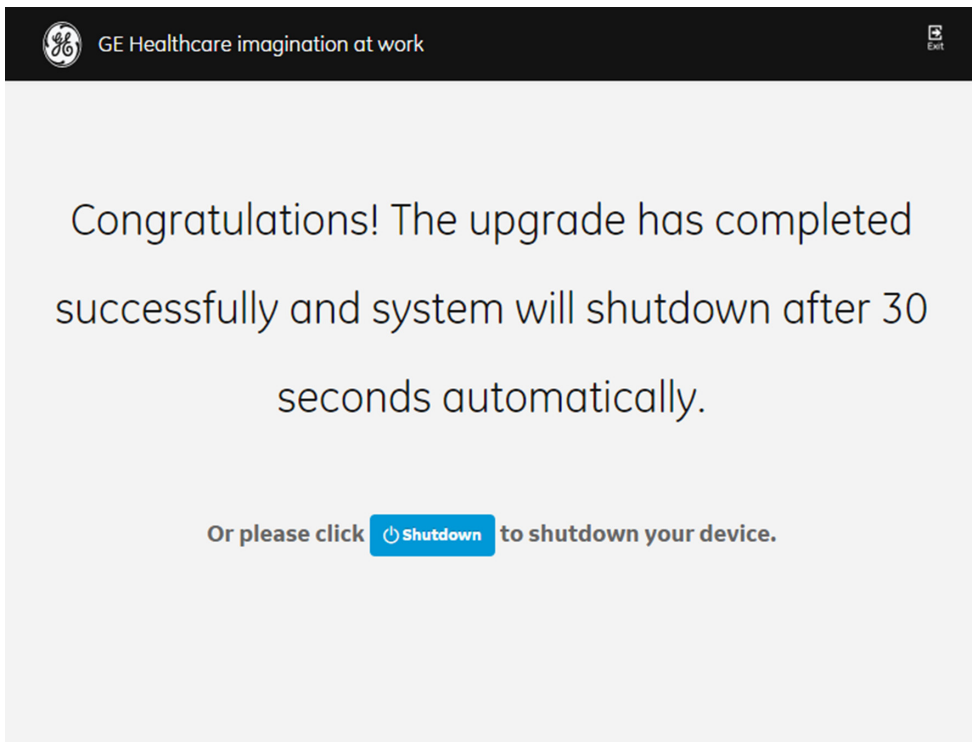 GE Healthcare imagination at work
Exit
Congratulations! The upgrade has completed
successfully and system will shutdown after 30
seconds automatically.
Or please click Shutdown to shutdown your device.